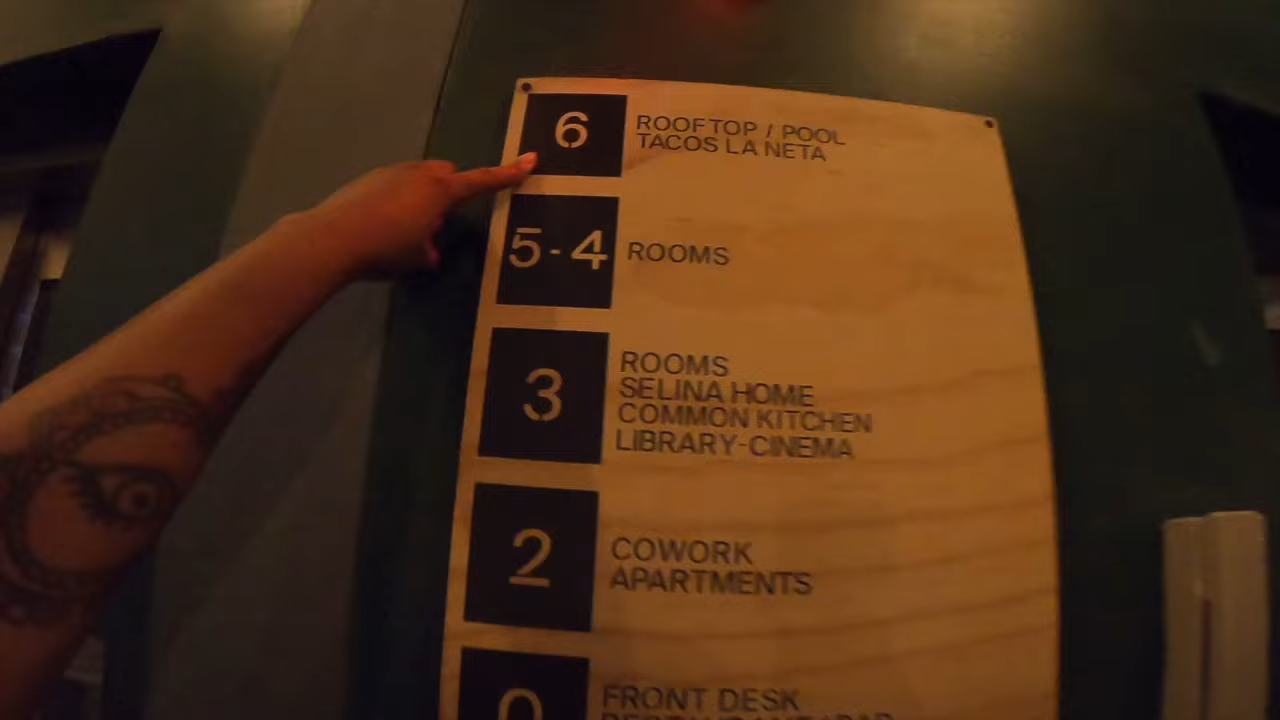 6
ROOFTOP / POOL
TACOS LA NETA
5-4
ROOMS
3
ROOMS
SELINA HOME
COMMON KITCHEN
LIBRARY-CINEMA
2
COWORK
APARTMENTS
0
FRONT DESK